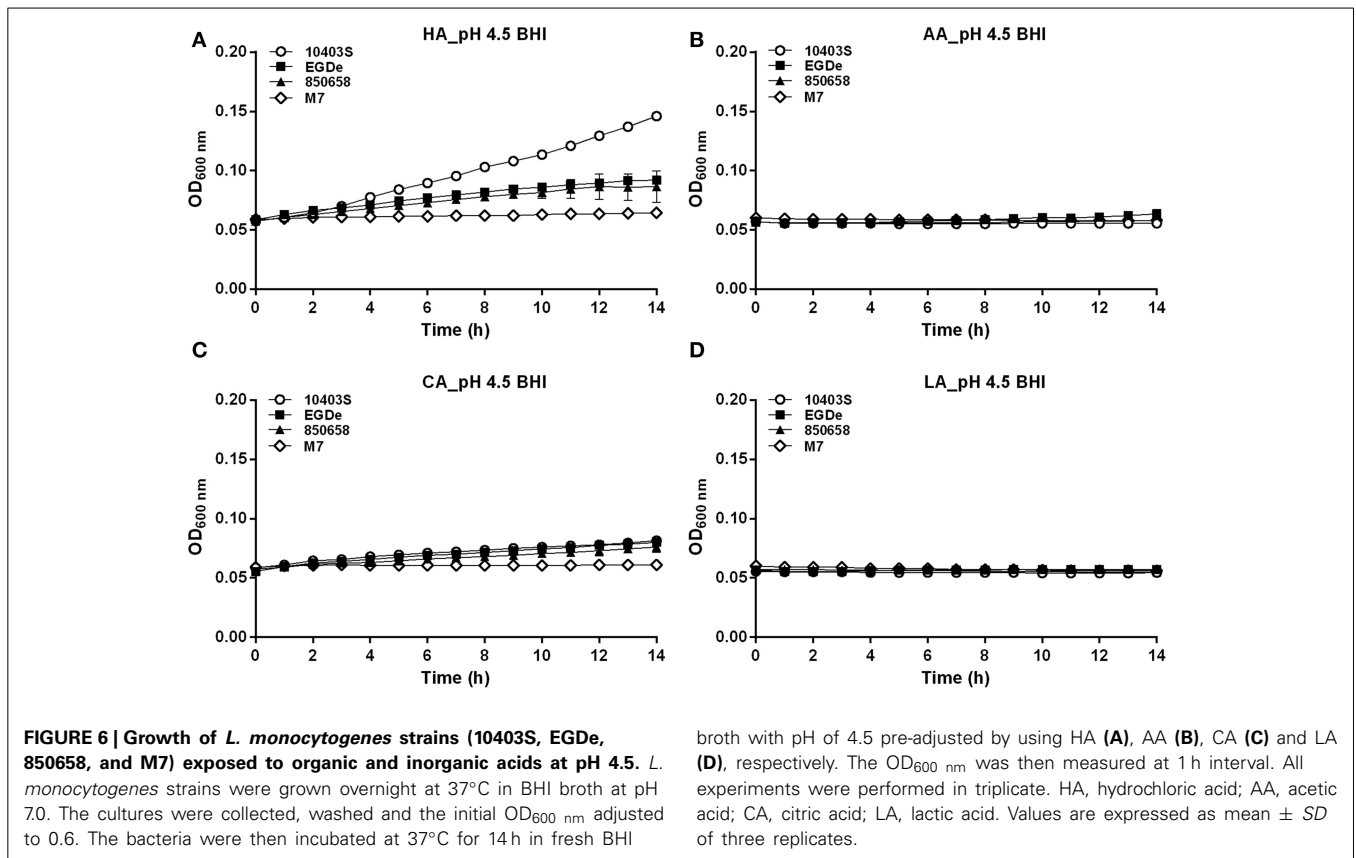 A
HA_pH 4.5 BHI
0.20
0.15
0.10
0.05
0.00
OD600 nm
10403S
EGDe
850658
M7
0 2 4 6 8 10 12 14
Time (h)
B
AA_pH 4.5 BHI
0.20
0.15
0.10
0.05
0.00
OD600 nm
10403S
EGDe
850658
M7
0 2 4 6 8 10 12 14
Time (h)
C
CA_pH 4.5 BHI
0.20
0.15
0.10
0.05
0.00
OD600 nm
10403S
EGDe
850658
M7
0 2 4 6 8 10 12 14
Time (h)
D
LA_pH 4.5 BHI
0.20
0.15
0.10
0.05
0.00
OD600 nm
10403S
EGDe
850658
M7
0 2 4 6 8 10 12 14
Time (h)
FIGURE 6 | Growth of L. monocytogenes strains (10403S, EGDe,
850658, and M7) exposed to organic and inorganic acids at pH 4.5. L.
monocytogenes strains were grown overnight at 37°C in BHI broth at pH
7.0. The cultures were collected, washed and the initial OD600 nm adjusted
to 0.6. The bacteria were then incubated at 37°C for 14 h in fresh BHI
broth with pH of 4.5 pre-adjusted by using HA (A), AA (B), CA (C) and LA
(D), respectively. The OD600 nm was then measured at 1 h interval. All
experiments were performed in triplicate. HA, hydrochloric acid; AA, acetic
acid; CA, citric acid; LA, lactic acid. Values are expressed as mean ± SD
of three replicates.